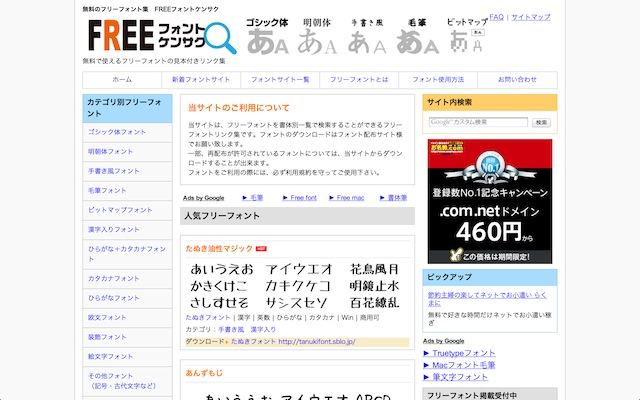 無料のフリーフォント集　FREEフォントケンサク
FREEフォントケンサク
ゴシック体 明朝体 手書き風 毛筆 ビットマップ
あA あA あA あA あA
FAQ | サイトマップ
無料で使えるフリーフォントの見本付きリンク集
ホーム 新着フォントサイト フォントサイト一覧 フリーフォントとは フォント使用方法 お問い合わせ
カテゴリ別フリーフォント
ゴシック体フォント
明朝体フォント
手書き風フォント
毛筆フォント
ビットマップフォント
漢字入りフォント
ひらがな＋カタカナフォント
カタカナフォント
ひらがなフォント
欧文フォント
装飾フォント
絵文字フォント
その他フォント
（記号・古代文字など）
当サイトのご利用について
当サイトは、フリーフォントを書体別一覧で検索することができるフリー
フォントリンク集です。フォントのダウンロードはフォント配布サイト様
でお願い致します。
一部、再配布が許可されているフォントについては、当サイトからダウン
ロードすることが出来ます。
フォントをご利用の際には、必ず利用規約を守ってご使用下さい。
Ads by Google ▶ 毛筆 ▶ Free font ▶ Free mac ▶ 書体筆
人気フリーフォント
たぬき油性マジック HOT
あいうえお アイウエオ 花鳥風月
かきくけこ カキクケコ 明鏡止水
さしすせそ サシスセソ 百花繚乱
たぬきフォント | 漢字 | 英数 | ひらがな | カタカナ | Win | 商用可
カテゴリ：手書き風 漢字入り
ダウンロード» たぬきフォント http://tanukifont.sblo.jp/
あんずもじ
あいうえお アイウエオ ABCD
サイト内検索
Google™カスタム検索 検索
お名前.com
No.1
登録数No.1記念キャンペーン
.com.netドメイン
460円から
この価格は期間限定!
ピックアップ
節約主婦の楽してネットでお小遣い らく
まに
無料で好きな時間だけネットでお小遣い稼
ぎ
Ads by Google
▶ Truetypeフォント
▶ Macフォント毛筆
▶ 筆文字フォント
フリーフォント掲載受付中